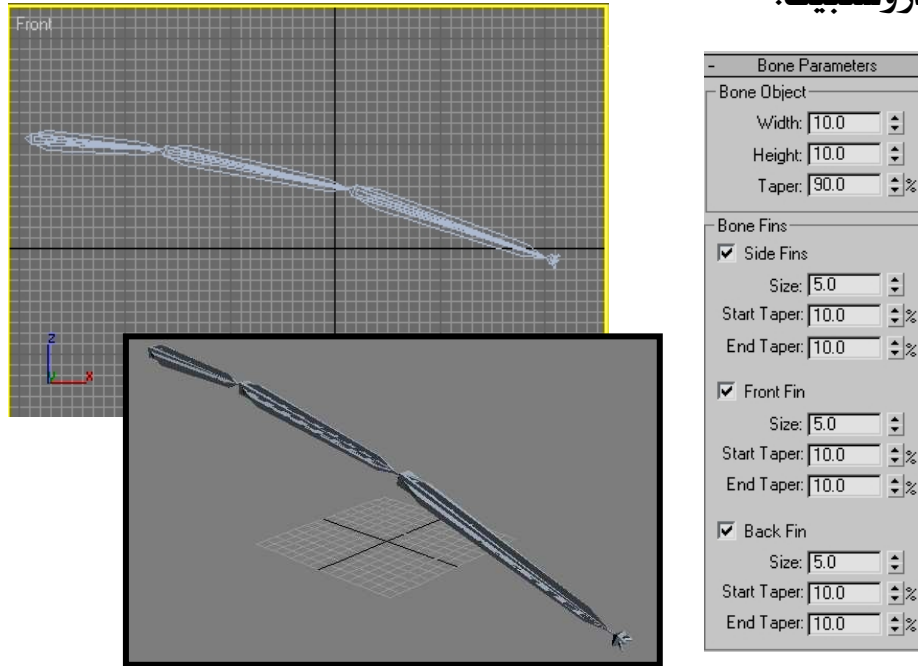 Front
z
x
- Bone Parameters
Bone Object
Width: 10.0
Height: 10.0
Taper: 90.0 %
Bone Fins
Side Fins
Size: 5.0
Start Taper: 10.0 %
End Taper: 10.0 %
Front Fin
Size: 5.0
Start Taper: 10.0 %
End Taper: 10.0 %
Back Fin
Size: 5.0
Start Taper: 10.0 %
End Taper: 10.0 %